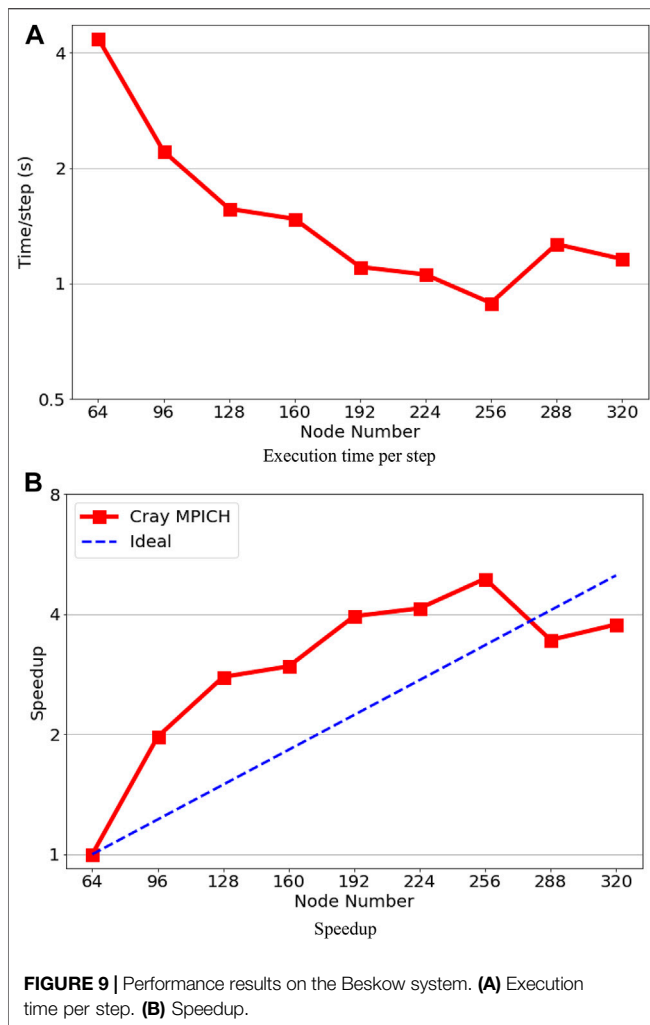 A
4
2
1
0.5
Time/step (s)
64 96 128 160 192 224 256 288 320
Node Number
Execution time per step
B
8
4
2
1
Speedup
Cray MPICH
Ideal
64 96 128 160 192 224 256 288 320
Node Number
Speedup
FIGURE 9 | Performance results on the Beskow system. (A) Execution
time per step. (B) Speedup.